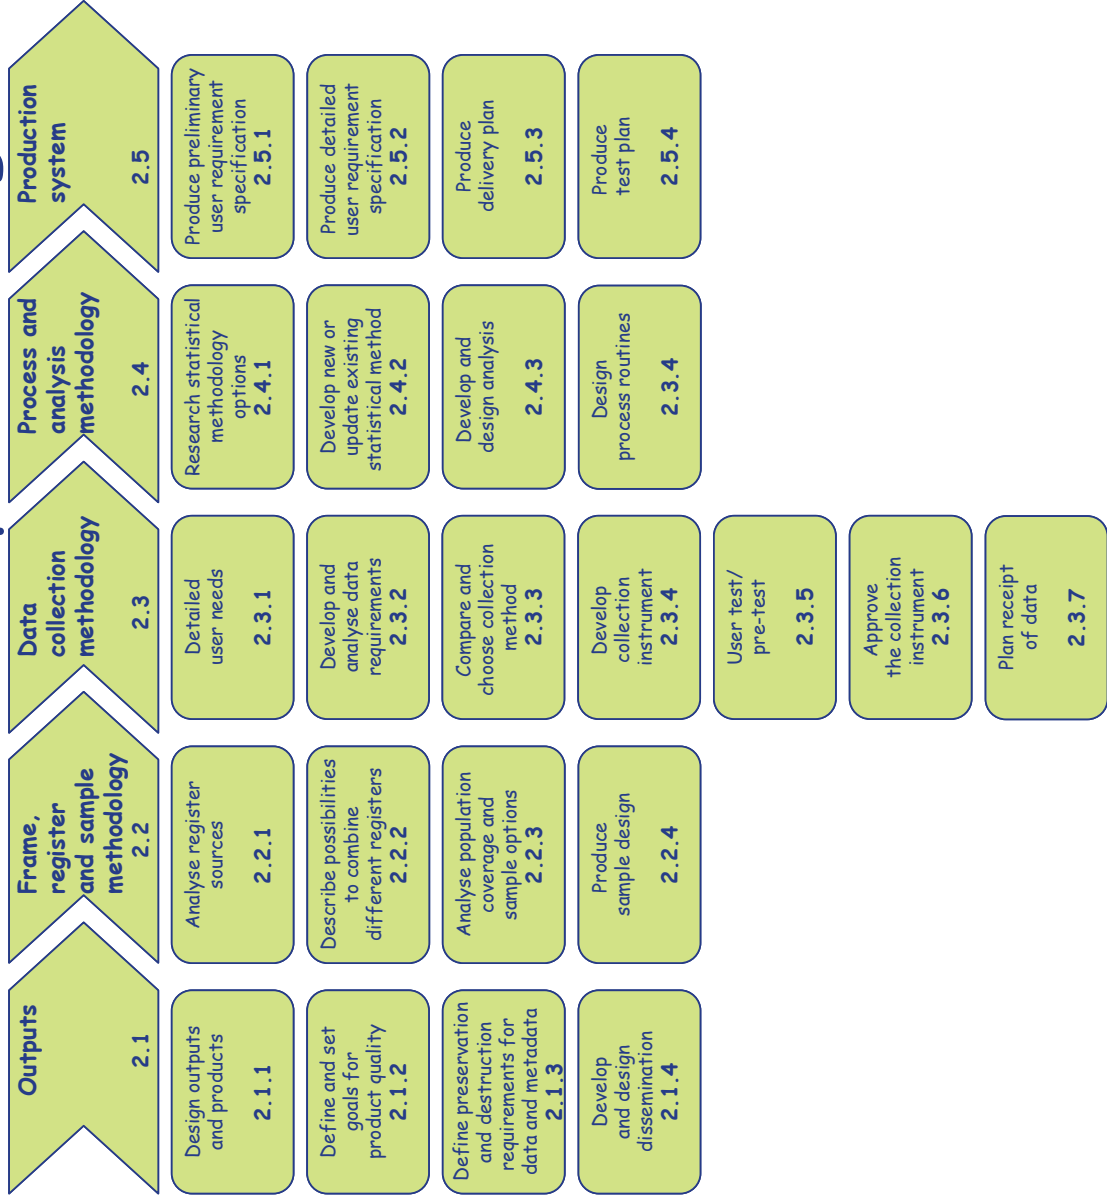 Outputs
2.1
Frame,
register
and sample
methodology
2.2
Data
collection
methodology
2.3
Process and
analysis
methodology
2.4
Production
system
2.5
Design outputs
and products
2.1.1
Define and set
goals for
product quality
2.1.2
Define preservation
and destruction
requirements for
data and metadata
2.1.3
Develop
and design
dissemination
2.1.4
Analyse register
sources
2.2.1
Describe possibilities
to combine
different registers
2.2.2
Analyse population
coverage and
sample options
2.2.3
Produce
sample design
2.2.4
Detailed
user needs
2.3.1
Develop and
analyse data
requirements
2.3.2
Compare and
choose collection
method
2.3.3
Develop
collection
instrument
2.3.4
User test/
pre-test
2.3.5
Approve
the collection
instrument
2.3.6
Plan receipt
of data
2.3.7
Research statistical
methodology
options
2.4.1
Develop new or
update existing
statistical method
2.4.2
Develop and
design analysis
2.4.3
Design
process routines
2.3.4
Produce preliminary
user requirement
specification
2.5.1
Produce detailed
user requirement
specification
2.5.2
Produce
delivery plan
2.5.3
Produce
test plan
2.5.4